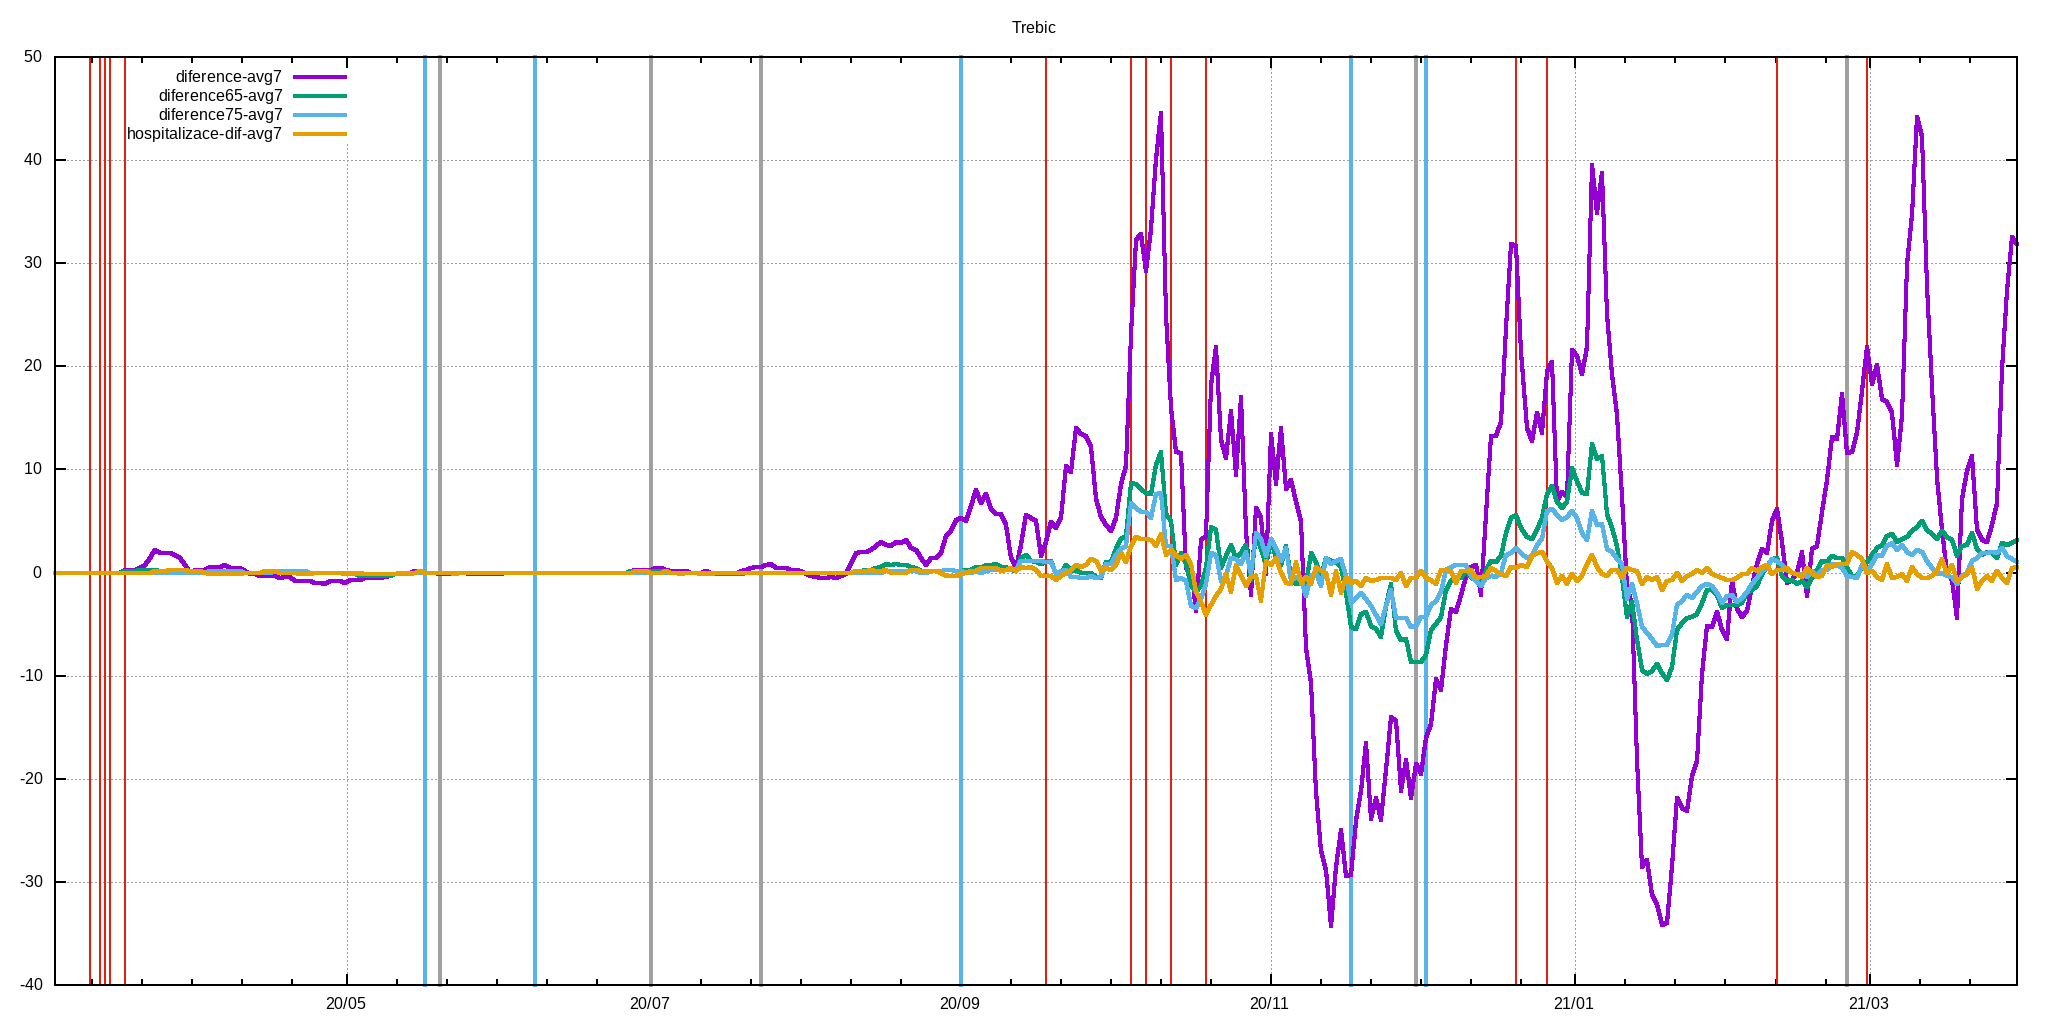 Trebic
50
diference-avg7
diference65-avg7
diference75-avg7
hospitalizace-dif-avg7
40
30
20
10
0
-10
-20
-30
-40
20/05 20/07 20/09 20/11 21/01 21/03